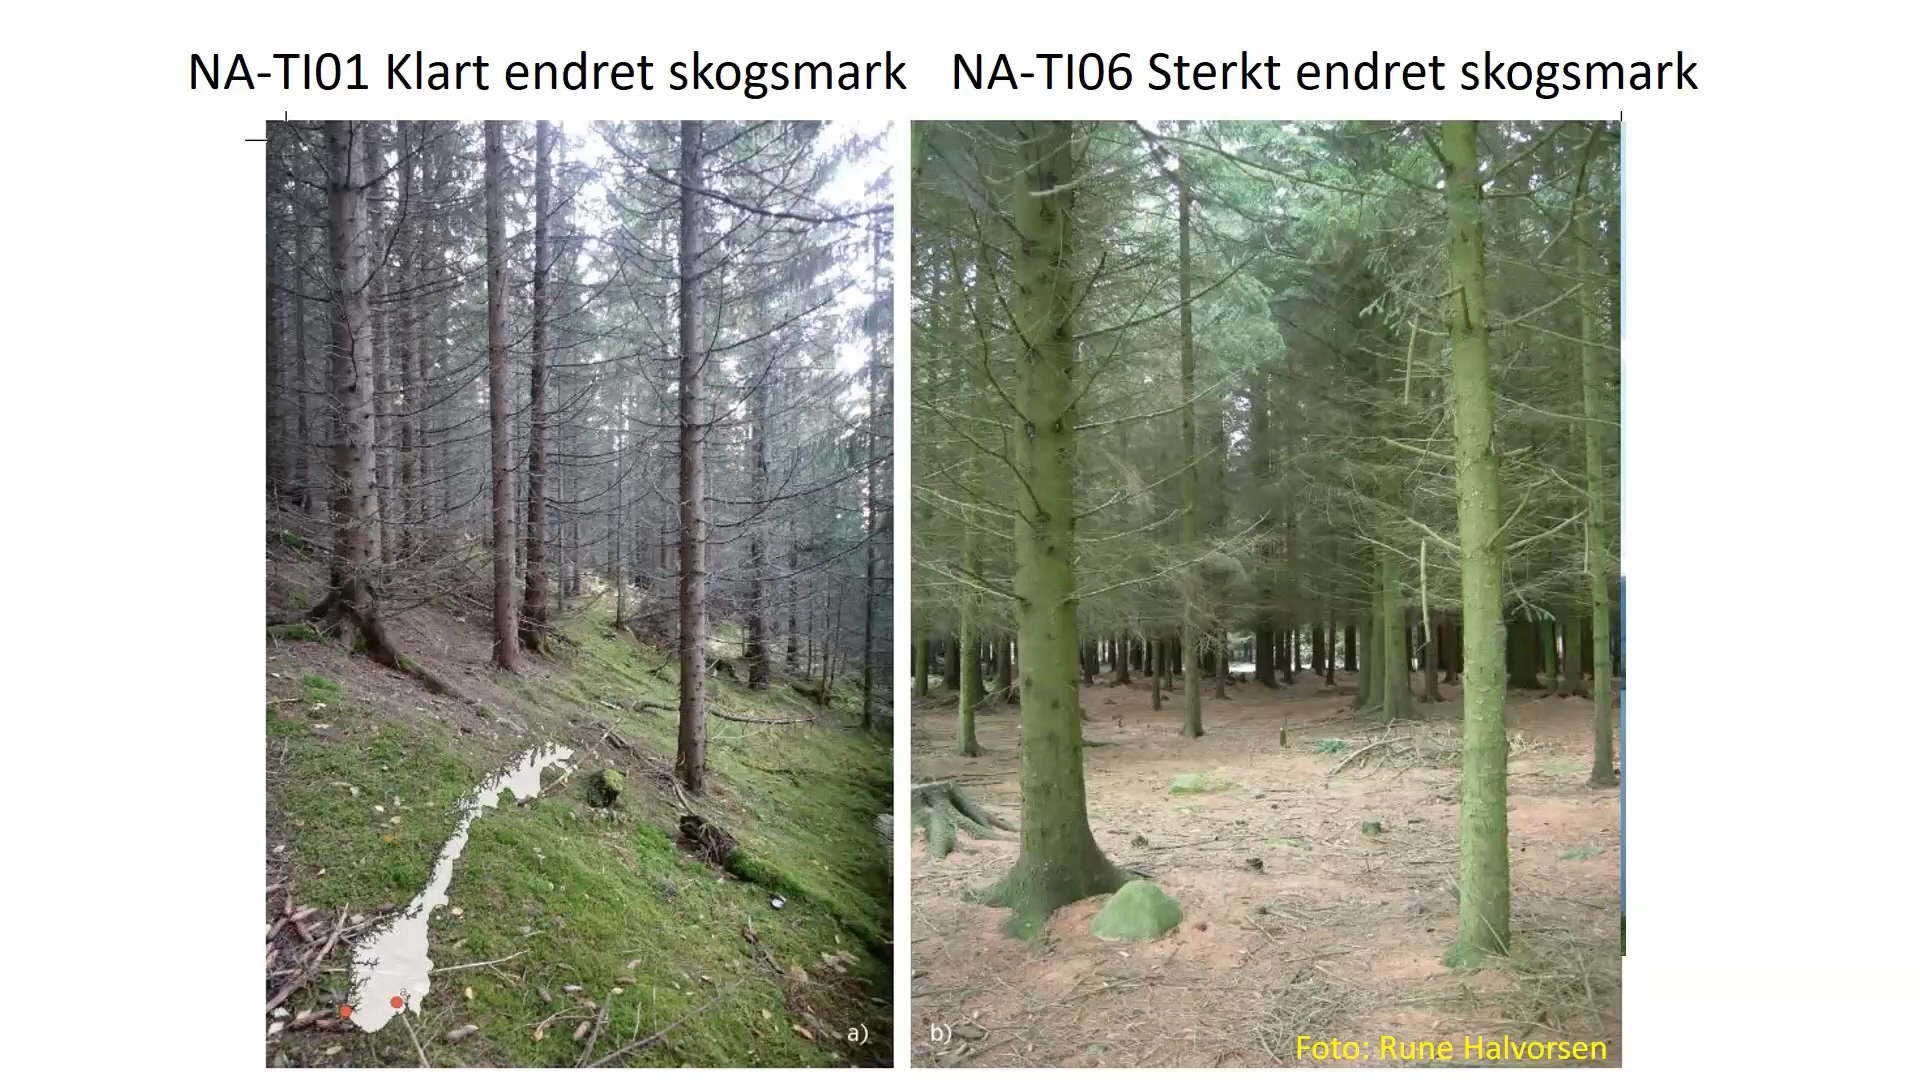 NA-TI01 Klart endret skogsmark
NA-TI06 Sterkt endret skogsmark
a
a)
b)
Foto: Rune Halvorsen